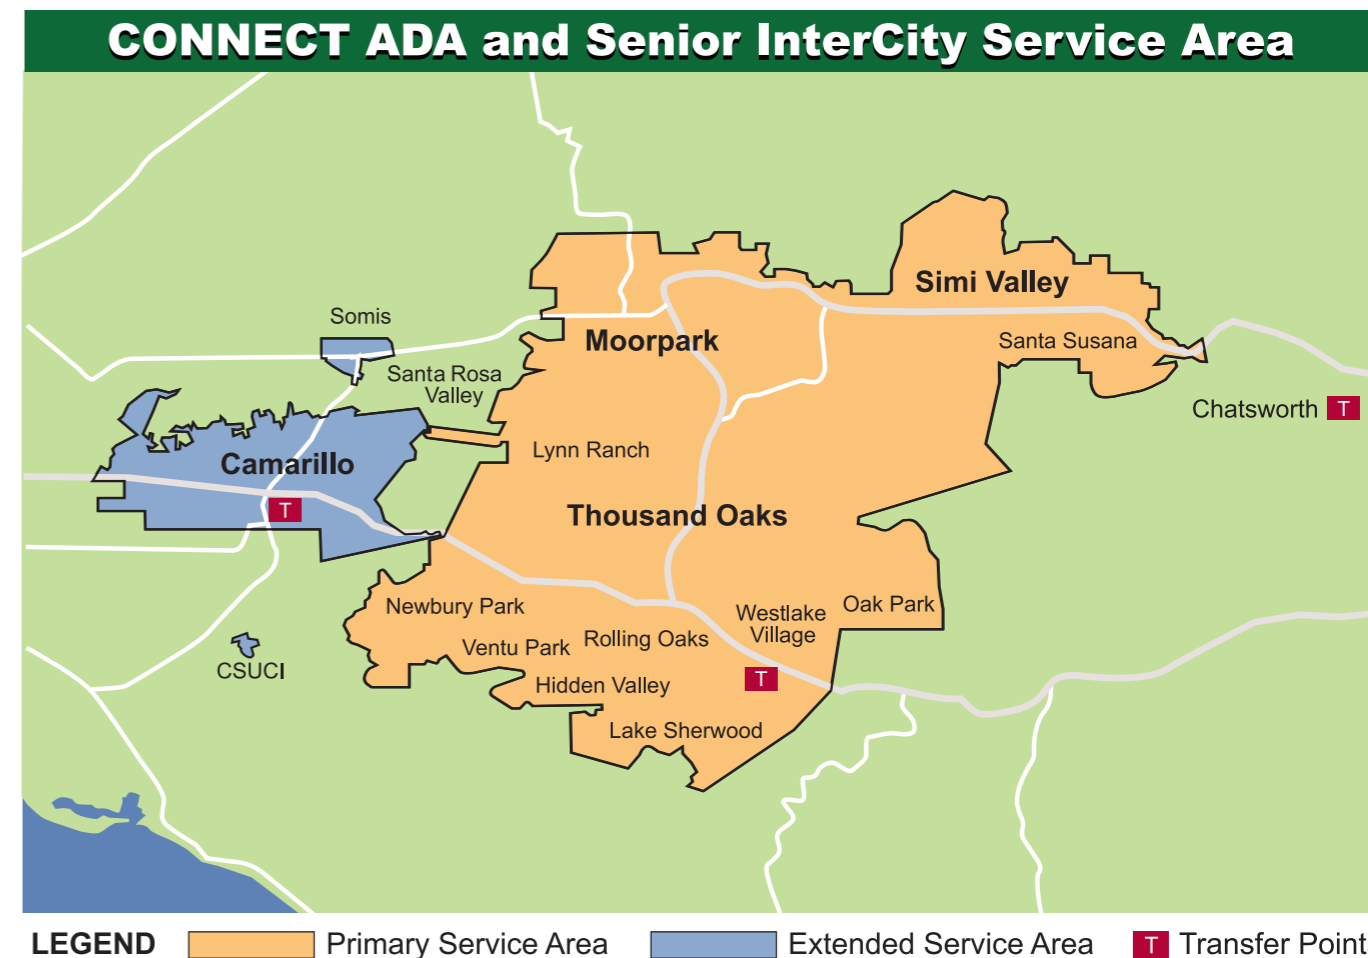 CONNECT ADA and Senior InterCity Service Area
Simi Valley
Somis
Moorpark
Santa Susana
Santa Rosa
Valley
Chatsworth T
Lynn Ranch
Camarillo
T
Thousand Oaks
Newbury Park
Westlake
Village
Oak Park
Ventu Park
Rolling Oaks
CSUCI
T
Hidden Valley
Lake Sherwood
LEGEND Primary Service Area Extended Service Area T Transfer Point